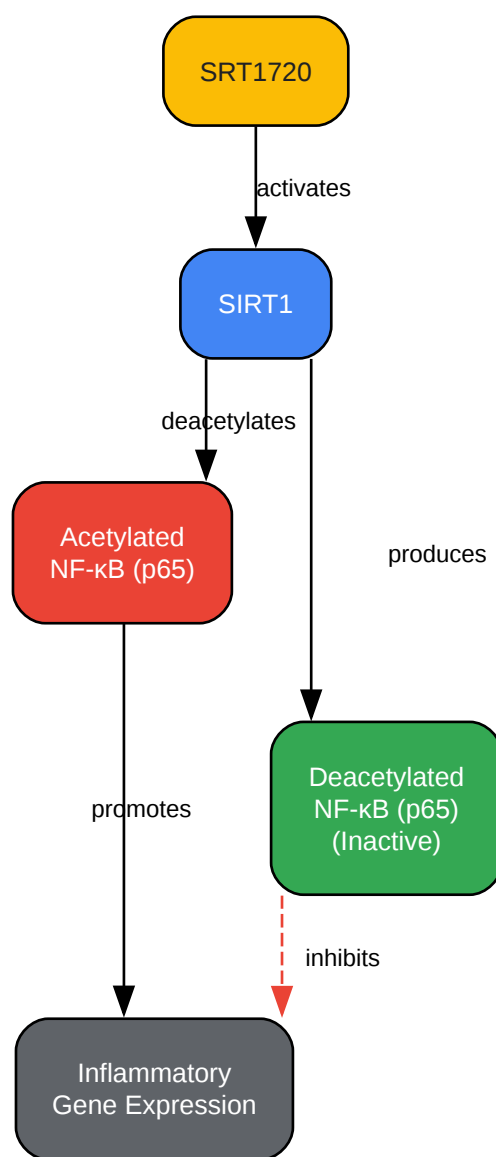 SRT1720
activates
SIRT1
deacetylates
Acetylated
NF-κB (p65)
produces
Deacetylated
NF-κB (p65)
(Inactive)
promotes
inhibits
Inflammatory
Gene Expression